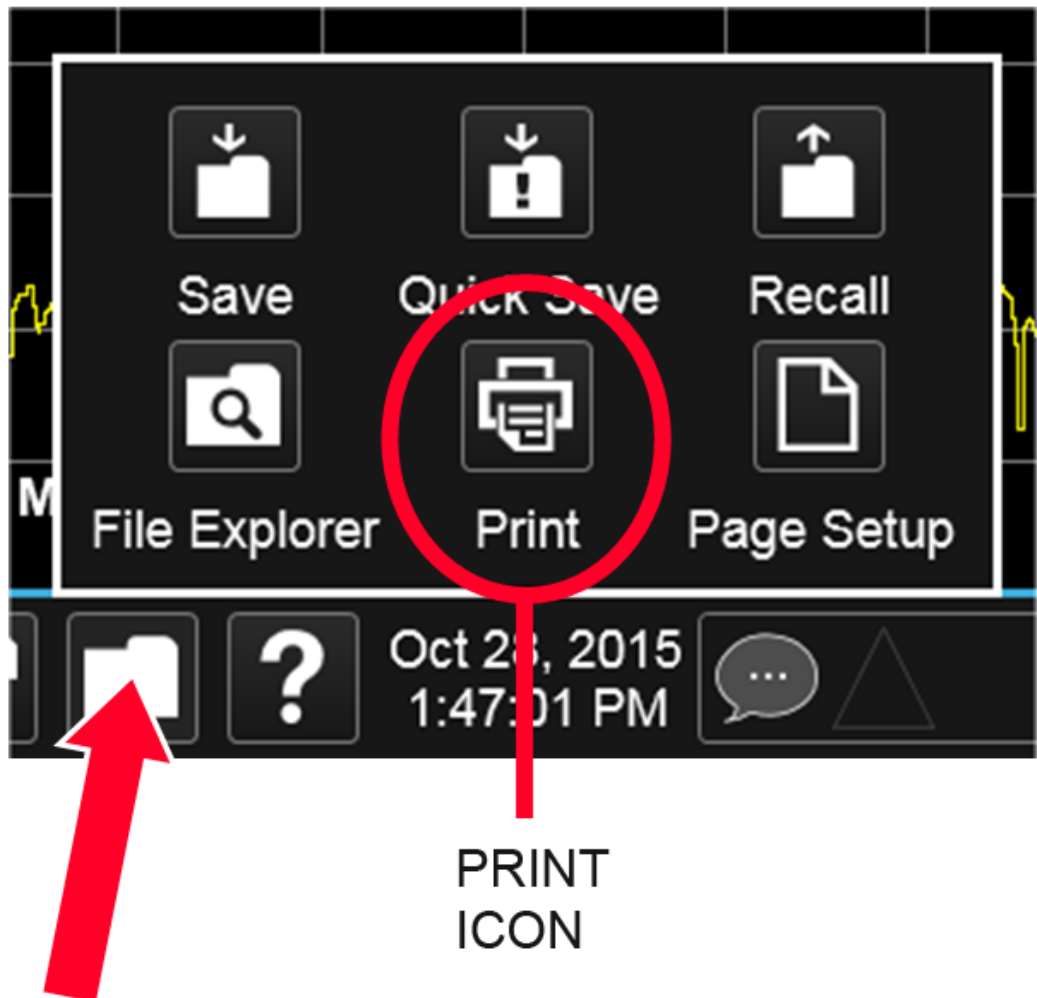 Save Quick Save Recall
File Explorer Print Page Setup
M
?
Oct 28, 2015
1:47:01 PM
PRINT
ICON